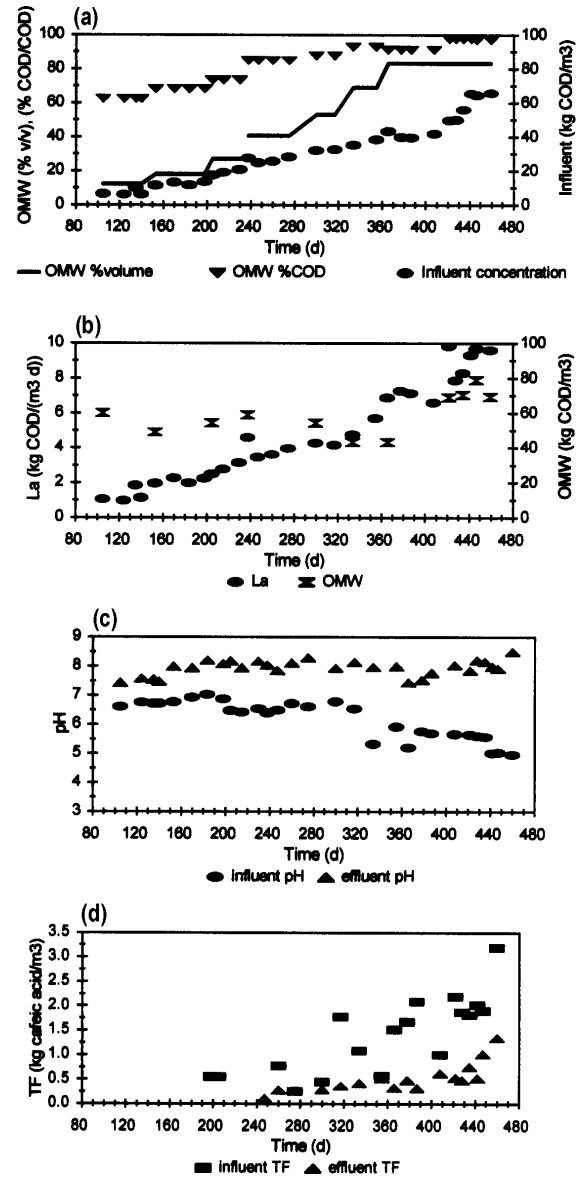 (a)
OMW (% v/v), (% COD/COD)
100
80
60
40
20
0
Influent (kg COD/m3)
100
80
60
40
20
0
80 120 160 200 240 280 320 360 400 440 480
Time (d)
OMW %volume OMW %COD Influent concentration
(b)
La (kg COD/(m3 d))
10
8
6
4
2
0
OMW (kg COD/m3)
100
80
60
40
20
0
80 120 160 200 240 280 320 360 400 440 480
Time (d)
La OMW
(c)
pH
9
8
7
6
5
4
3
80 120 160 200 240 280 320 360 400 440 480
Time (d)
influent pH effluent pH
(d)
TF (kg cafeic acid/m3)
3.5
3.0
2.5
2.0
1.5
1.0
0.5
0.0
80 120 160 200 240 280 320 360 400 440 480
Time (d)
influent TF effluent TF